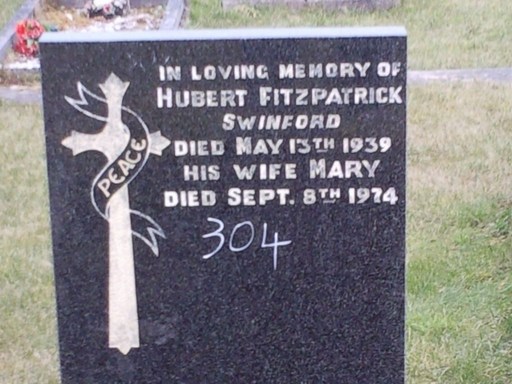 IN LOVING MEMORY OF
HUBERT FITZPATRICK
SWINFORD
DIED MAY 13TH 1939
HIS WIFE MARY
DIED SEPT. 8TH 1974
304
PEACE